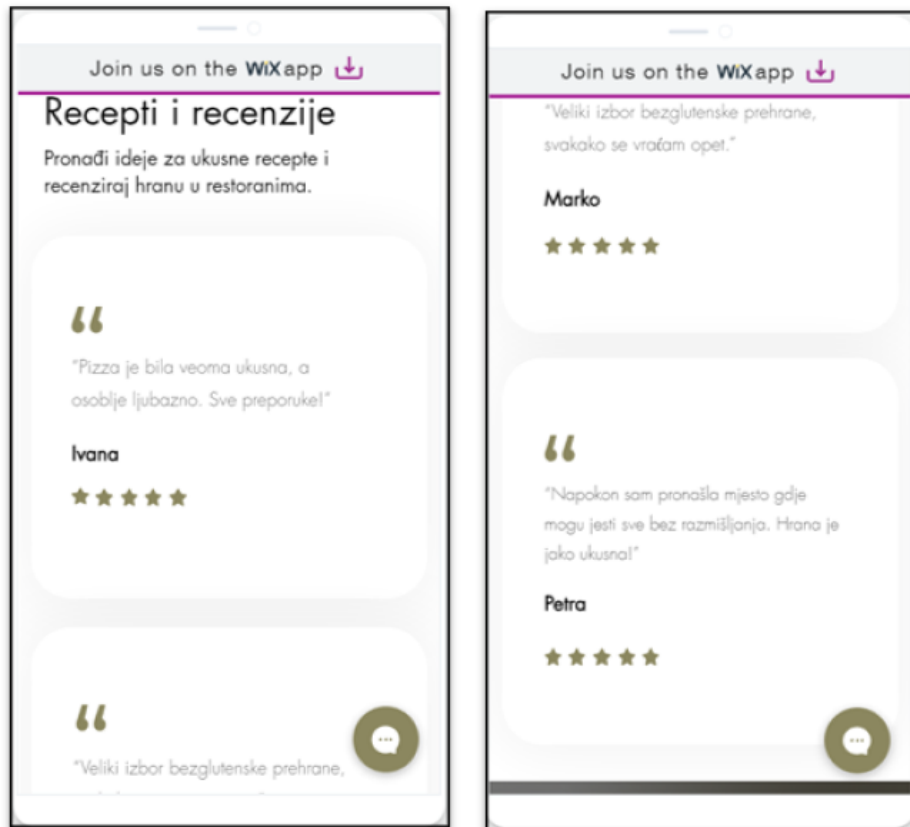 Join us on the WiX app
Recepti i recenzije
Pronađi ideje za ukusne recepte i
recenziraj hranu u restoranima.
“
“Pizza je bila veoma ukusna, a
osoblje ljubazno. Sve preporuke!”
Ivana
“
“Veliki izbor bezglutenske prehrane,
Join us on the WiX app
“Veliki izbor bezglutenske prehrane,
svakako se vraćam opet.”
Marko
“
“Napokon sam pronašla mjesto gdje
mogu jesti sve bez razmišljanja. Hrana je
jako ukusna!”
Petra